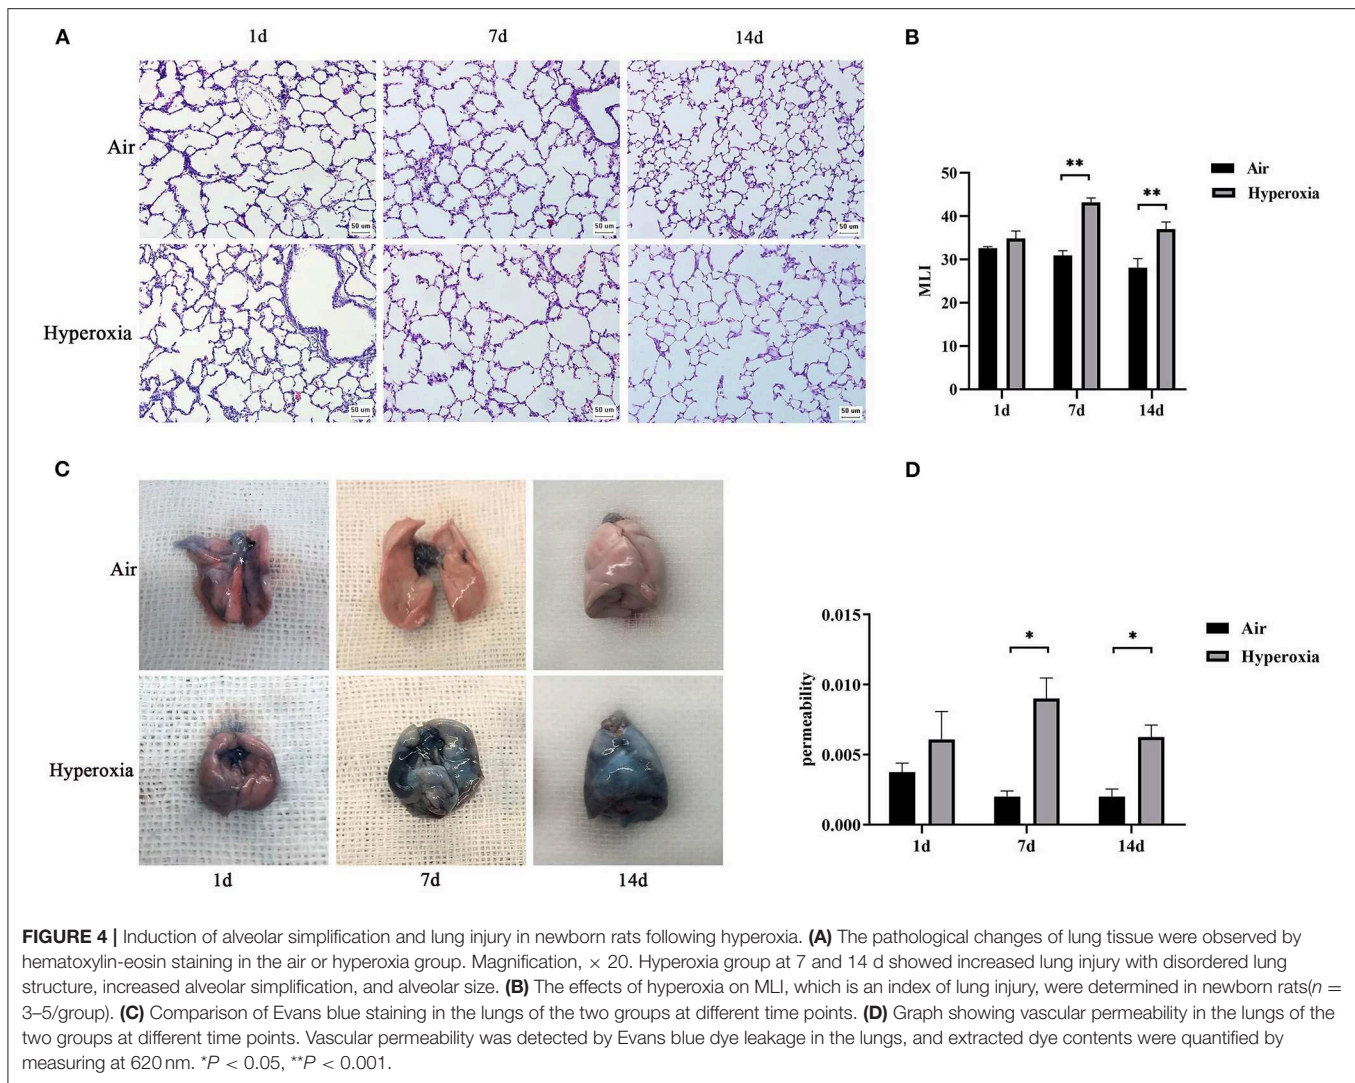 A
1d
7d
14d
Air
50 um
50 um
50 um
Hyperoxia
50 um
50 um
50 um
B
Air
Hyperoxia
MLI
50
40
30
20
10
0
**
**
1d
7d
14d
C
Air
Hyperoxia
1d
7d
14d
D
Air
Hyperoxia
permeability
0.015
0.010
0.005
0.000
*
*
1d
7d
14d
FIGURE 4 | Induction of alveolar simplification and lung injury in newborn rats following hyperoxia. (A) The pathological changes of lung tissue were observed by
hematoxylin-eosin staining in the air or hyperoxia group. Magnification, × 20. Hyperoxia group at 7 and 14 d showed increased lung injury with disordered lung
structure, increased alveolar simplification, and alveolar size. (B) The effects of hyperoxia on MLI, which is an index of lung injury, were determined in newborn rats(n =
3–5/group). (C) Comparison of Evans blue staining in the lungs of the two groups at different time points. (D) Graph showing vascular permeability in the lungs of the
two groups at different time points. Vascular permeability was detected by Evans blue dye leakage in the lungs, and extracted dye contents were quantified by
measuring at 620 nm. *P < 0.05, **P < 0.001.